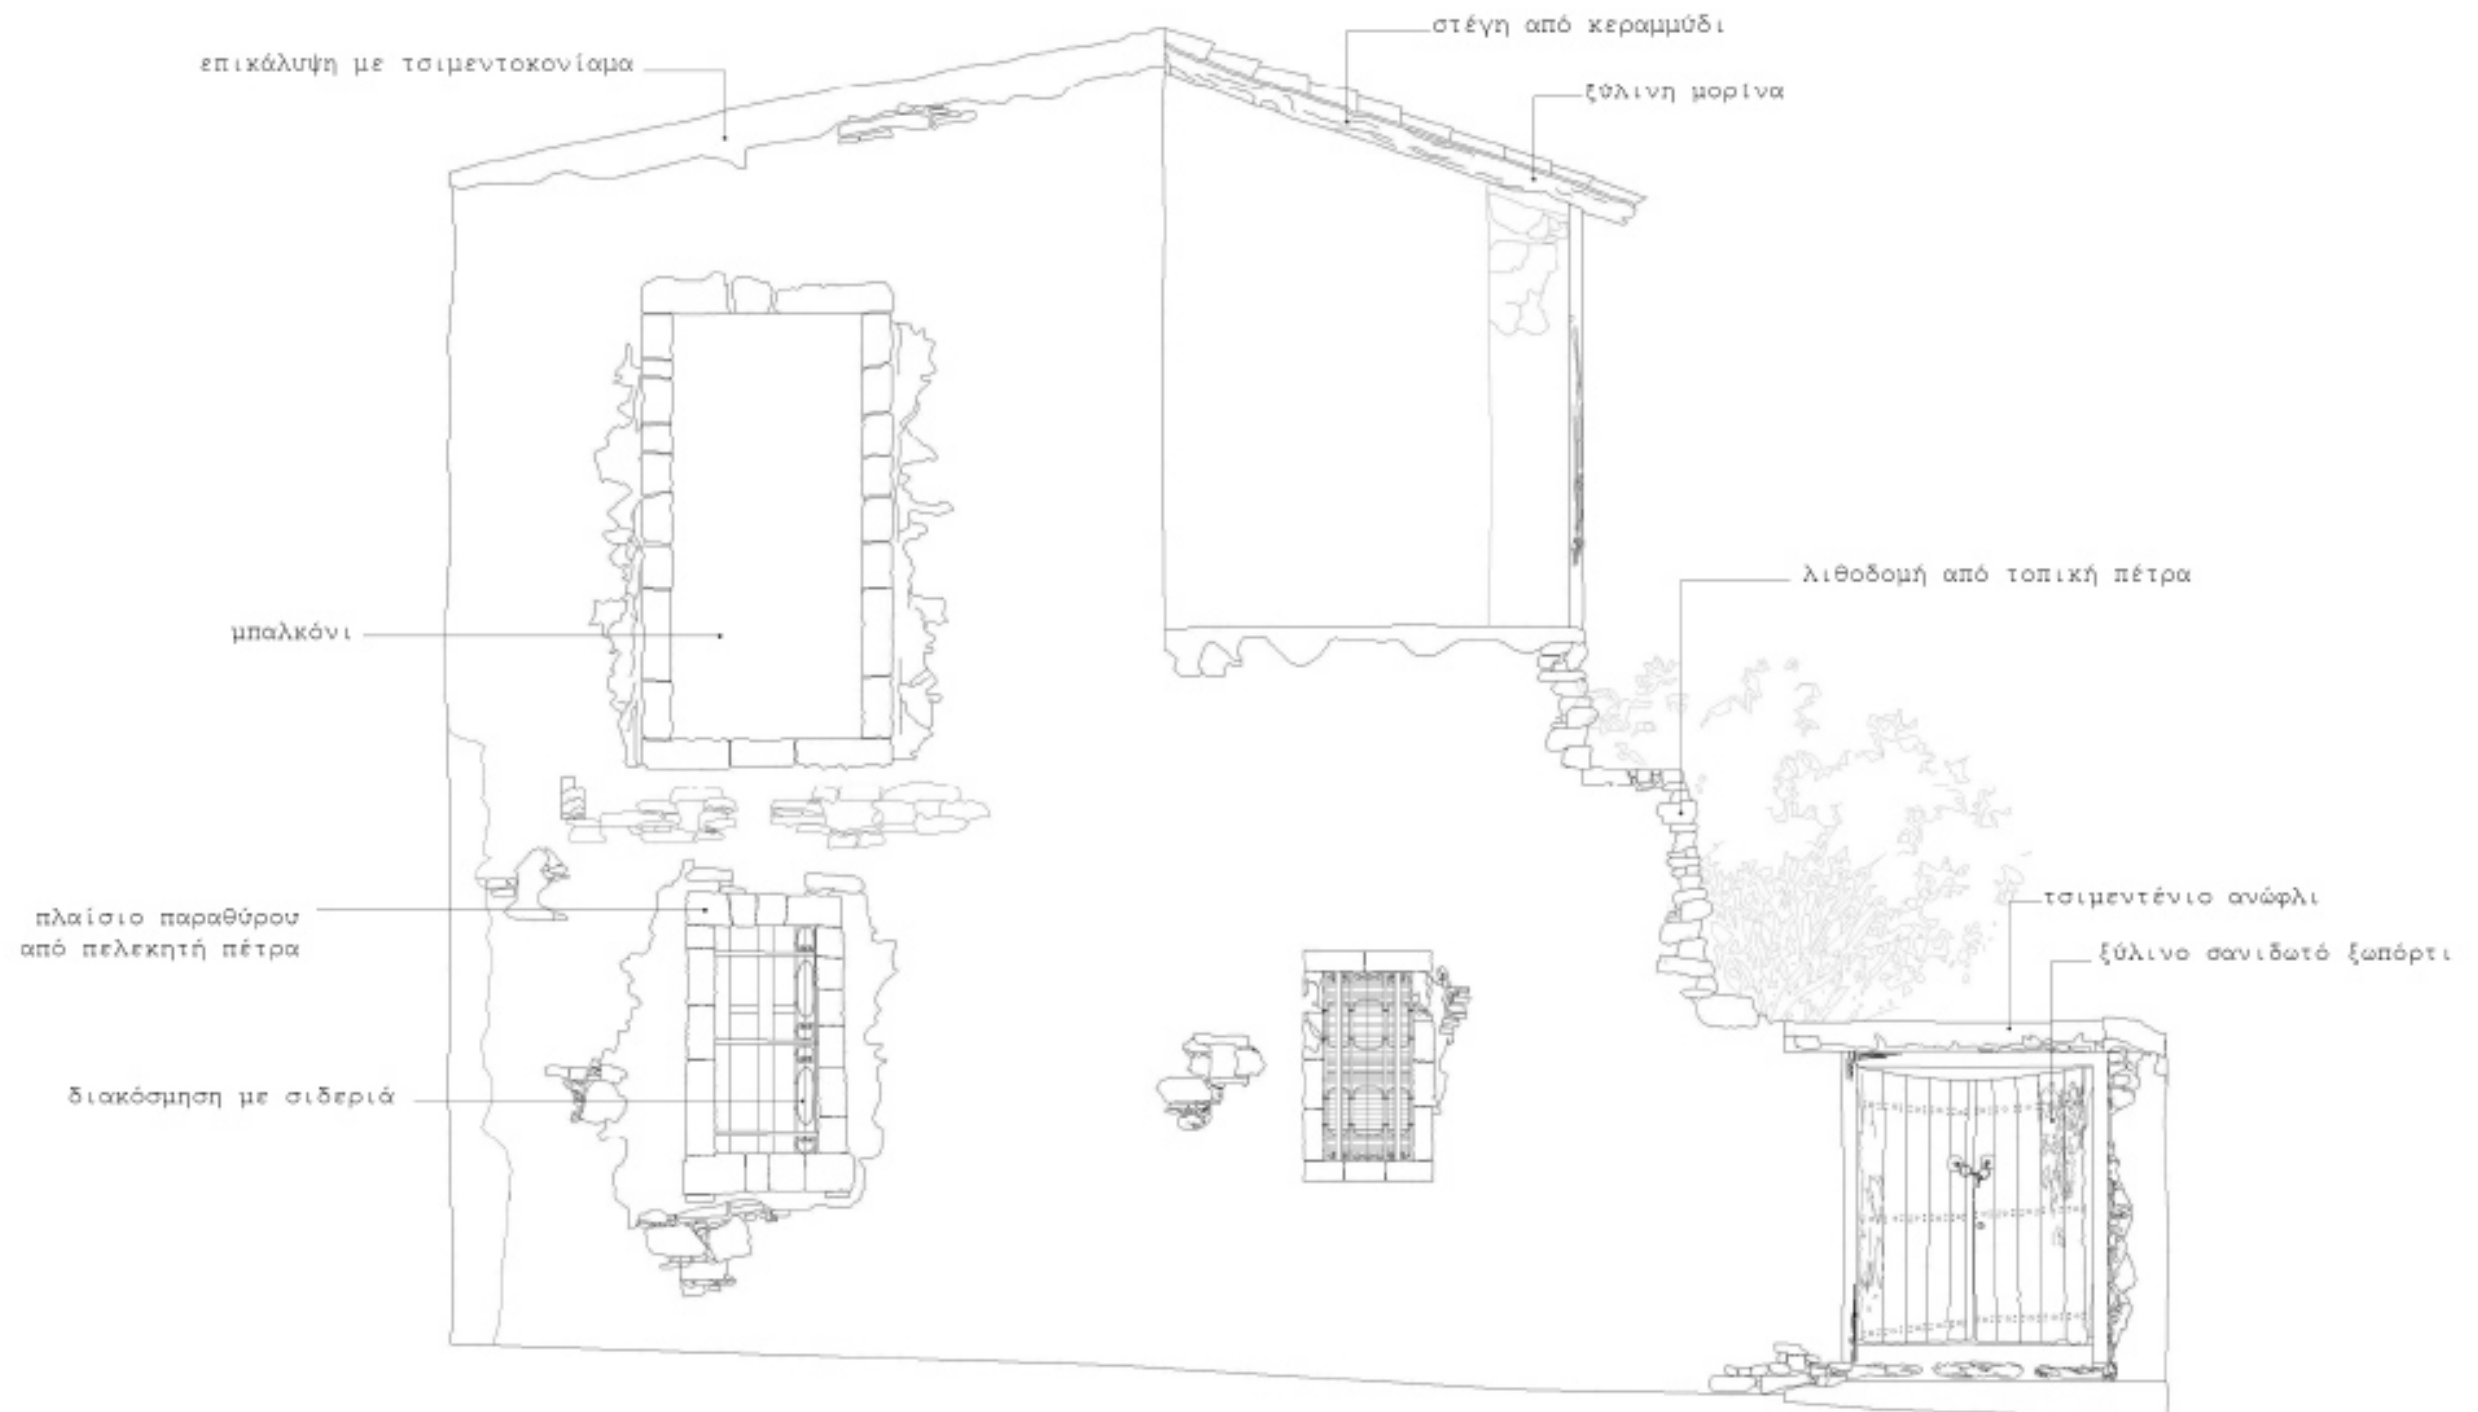 στέγη από κεραμμύδι
επικάλυψη με τσιμεντοκονίαμα
ξύλινη μορίνα
λιθοδομή από τοπική πέτρα
μπαλκόνι
τσιμεντένιο ανώφλι
πλαίσιο παραθύρου
από πελεκητή πέτρα
ξύλινο σανιδωτό ξωπόρτι
διακόσμηση με σιδεριά